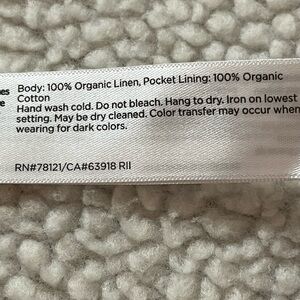 es Body: 100% Organic Linen, Pocket Lining: 100% Organic
e Cotton
Hand wash cold. Do not bleach. Hang to dry. Iron on lowest
setting. May be dry cleaned. Color transfer may occur when
wearing for dark colors.
RN#78121/CA#63918 RII